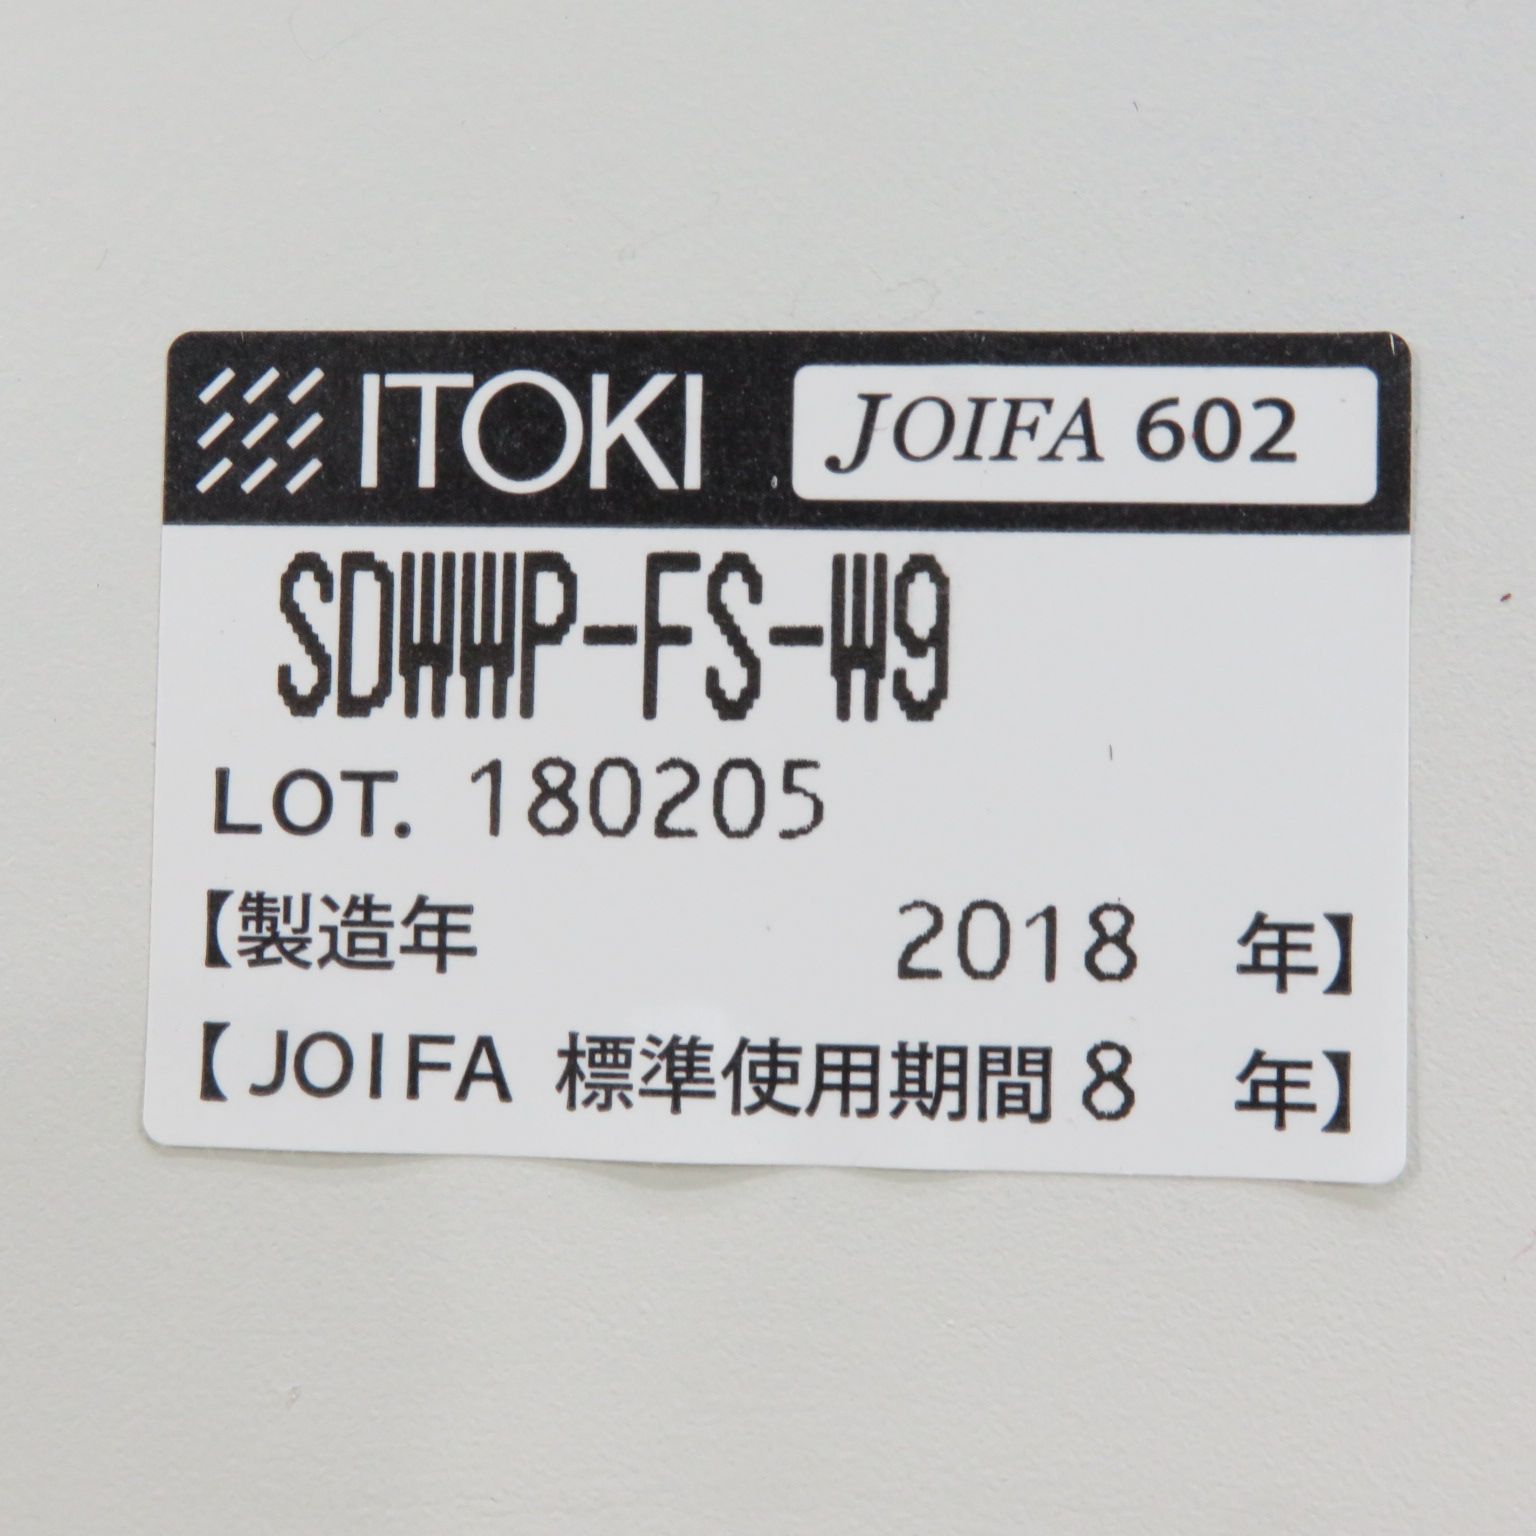 ITOKI JOIFA 602
SDWWP-FS-W9
LOT. 180205
【製造年 2018 年】
【JOIFA 標準使用期間 8 年】